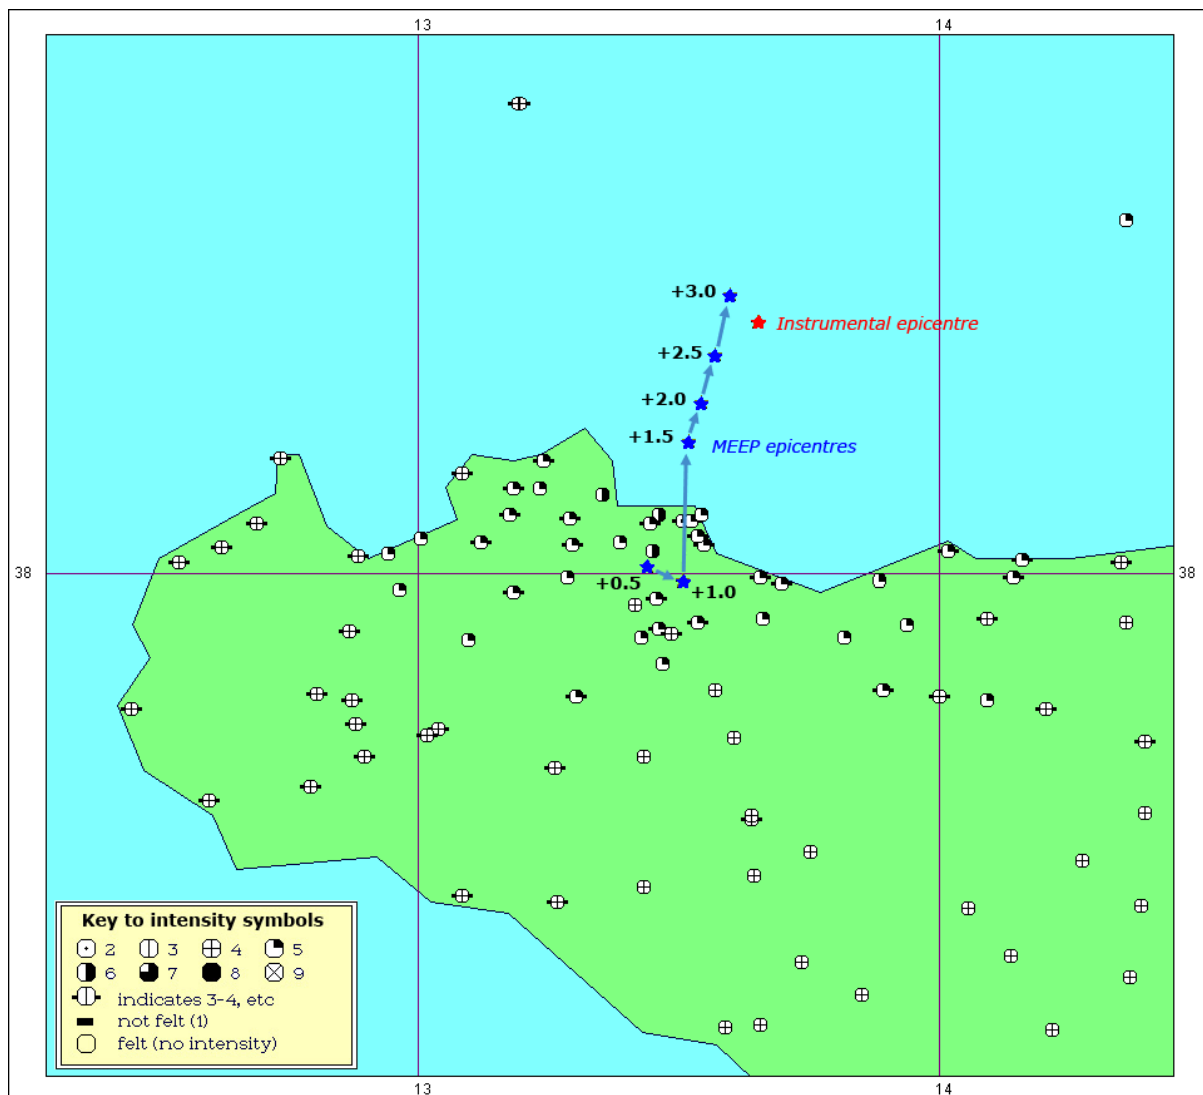 13 14
+3.0
Instrumental epicentre
+2.5
+2.0
+1.5
MEEP epicentres
38 38
+0.5
+1.0
Key to intensity symbols
2 3 4 5
6 7 8 9
indicates 3-4, etc
not felt (1)
felt (no intensity)
13 14